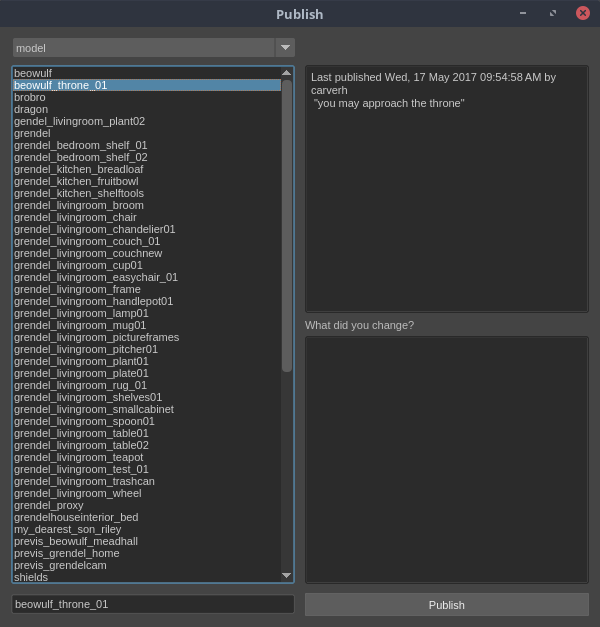 Publish
model
beowulf
beowulf_throne_01
brobro
dragon
gendel_livingroom_plant02
grendel
grendel_bedroom_shelf_01
grendel_bedroom_shelf_02
grendel_kitchen_breadloaf
grendel_kitchen_fruitbowl
grendel_kitchen_shelftools
grendel_livingroom_broom
grendel_livingroom_chair
grendel_livingroom_chandelier01
grendel_livingroom_couch_01
grendel_livingroom_couchnew
grendel_livingroom_cup01
grendel_livingroom_easychair_01
grendel_livingroom_frame
grendel_livingroom_handlepot01
grendel_livingroom_lamp01
grendel_livingroom_mug01
grendel_livingroom_pictureframes
grendel_livingroom_pitcher01
grendel_livingroom_plant01
grendel_livingroom_plate01
grendel_livingroom_rug_01
grendel_livingroom_shelves01
grendel_livingroom_smallcabinet
grendel_livingroom_spoon01
grendel_livingroom_table01
grendel_livingroom_table02
grendel_livingroom_teapot
grendel_livingroom_test_01
grendel_livingroom_trashcan
grendel_livingroom_wheel
grendel_proxy
grendelhouseinterior_bed
my_dearest_son_riley
previs_beowulf_meadhall
previs_grendel_home
previs_grendelcam
shields
beowulf_throne_01
Last published Wed, 17 May 2017 09:54:58 AM by
carverh
"you may approach the throne"
What did you change?
Publish